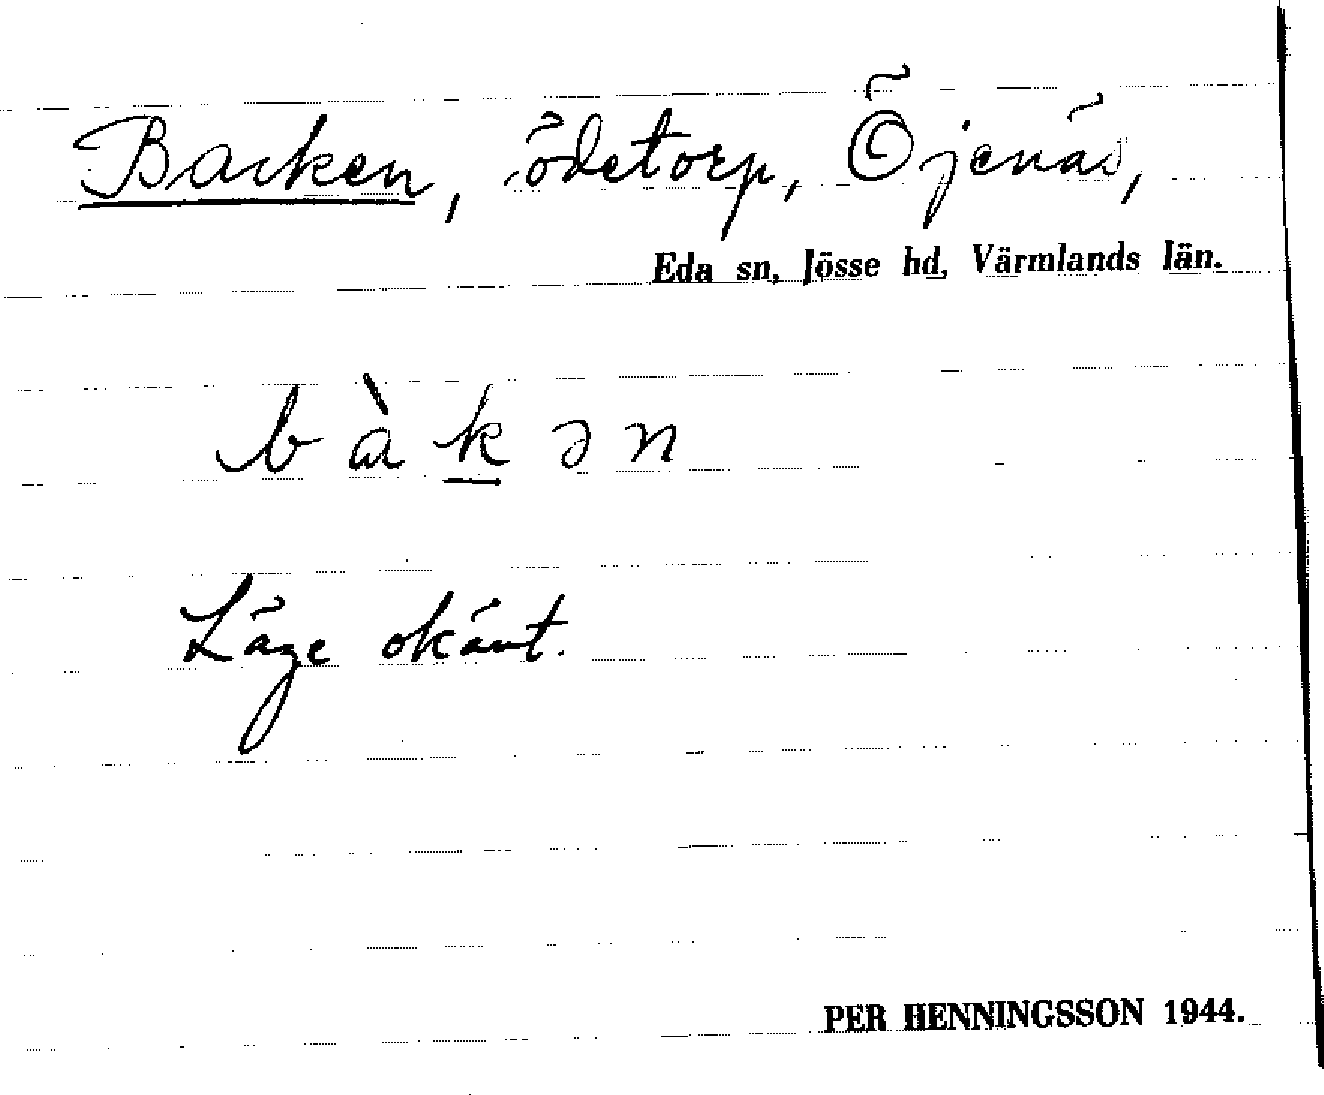 Backen, ödetorp, Öjenäs,
Eda sn, Jösse hd, Värmlands län.
bàkən
Läge okänt.
PER HENNINGSSON 1944.